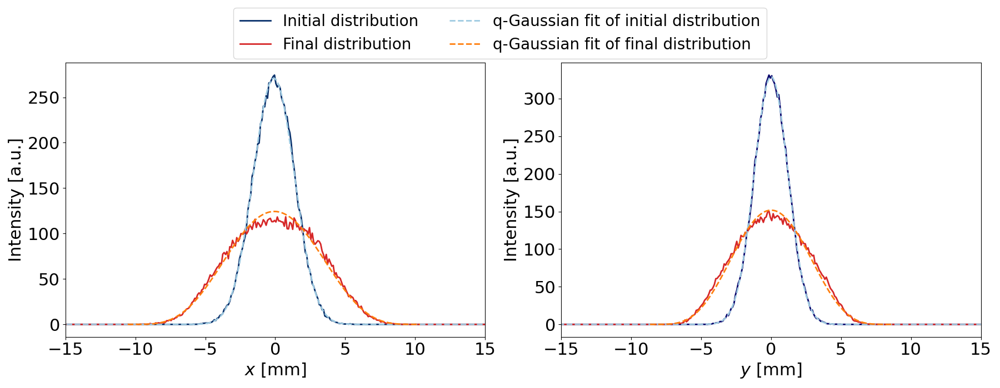 Initial distribution
Final distribution
q-Gaussian fit of initial distribution
q-Gaussian fit of final distribution
Intensity [a.u.]
250
200
150
100
50
0
−15 −10 −5 0 5 10 15
x [mm]
Intensity [a.u.]
300
250
200
150
100
50
0
−15 −10 −5 0 5 10 15
y [mm]